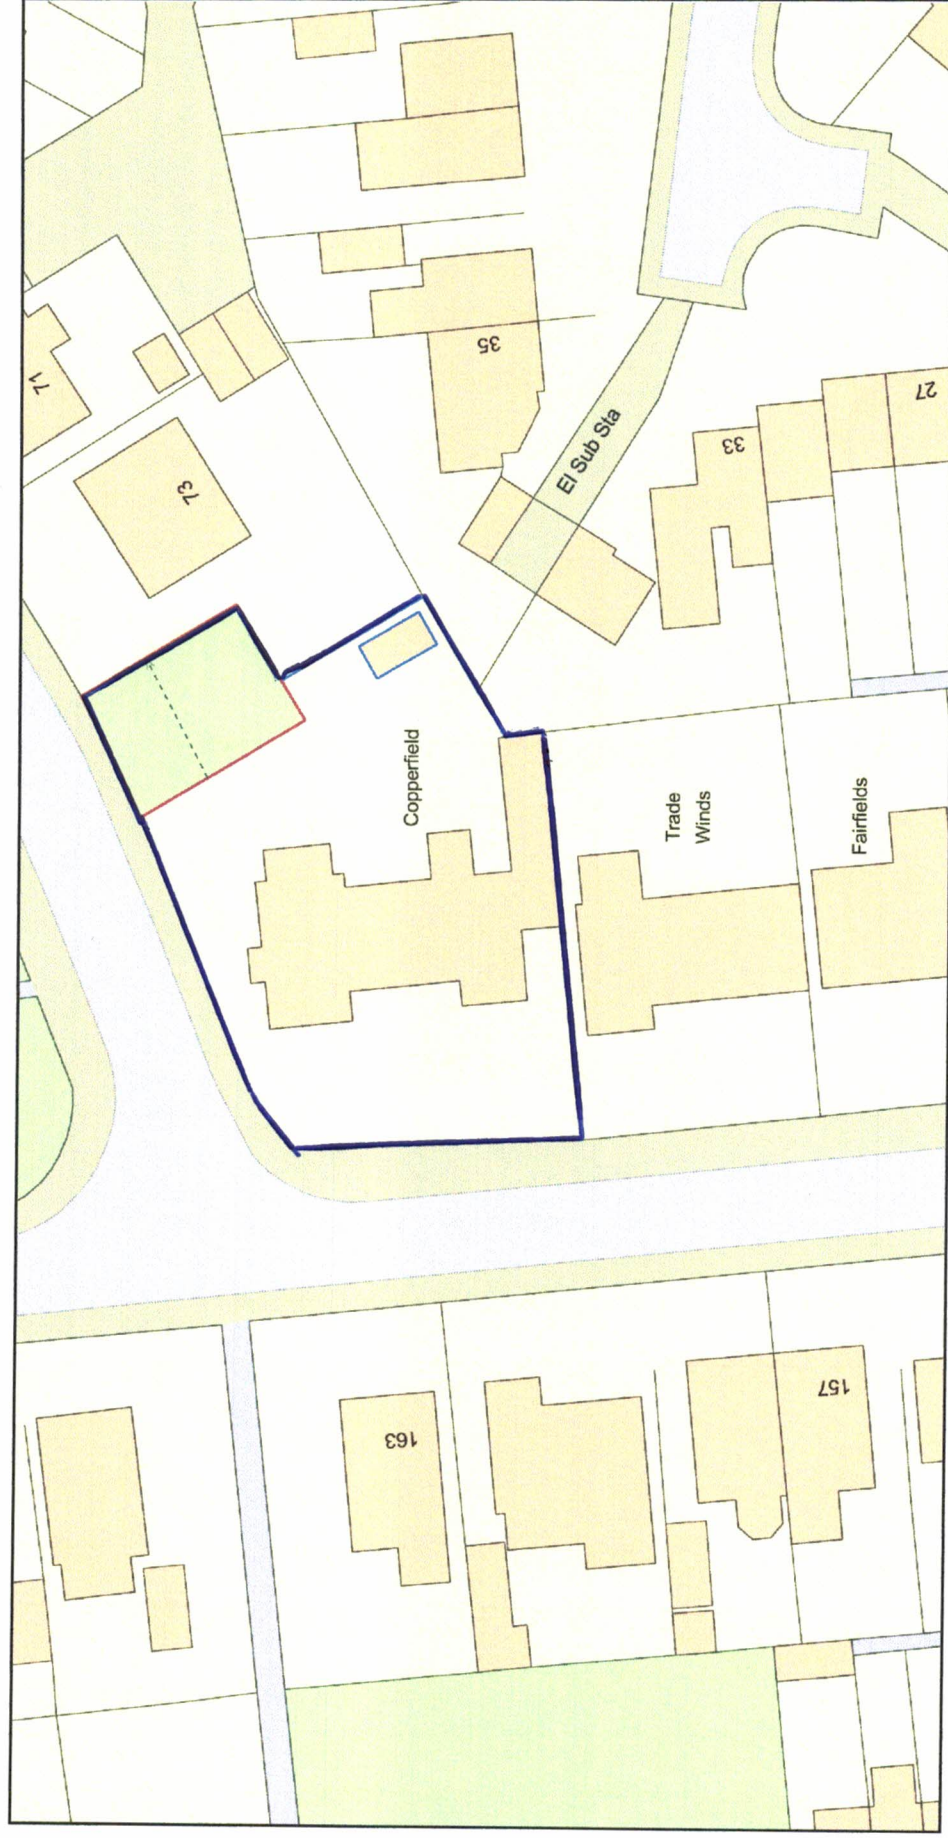 71
73
35
El Sub Sta
33
27
Copperfield
Trade
Winds
Fairfields
163
157